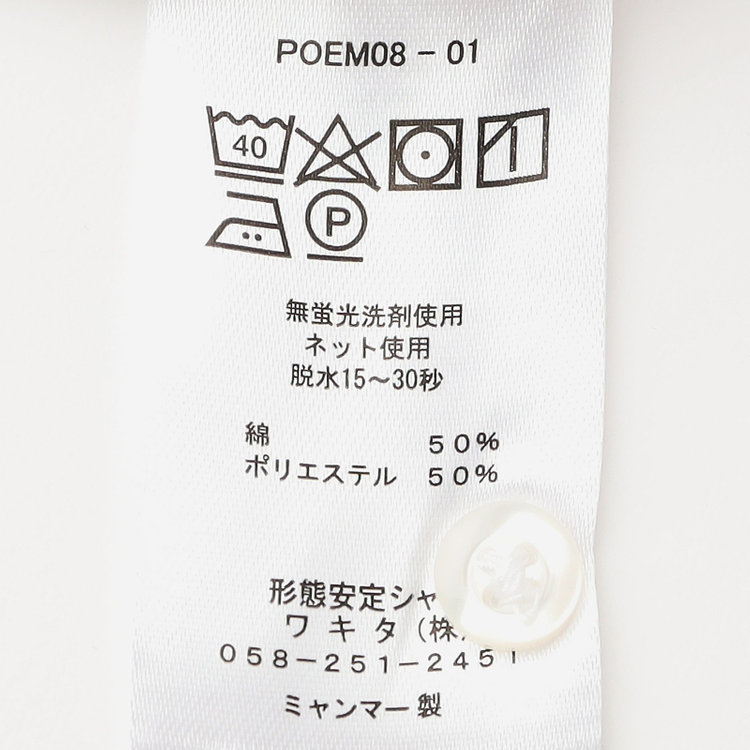 POEM08-01
40
P
無蛍光洗剤使用
ネット使用
脱水15～30秒
綿 50%
ポリエステル 50%
形態安定シャ
ワキタ(株
058-251-2451
ミャンマー製